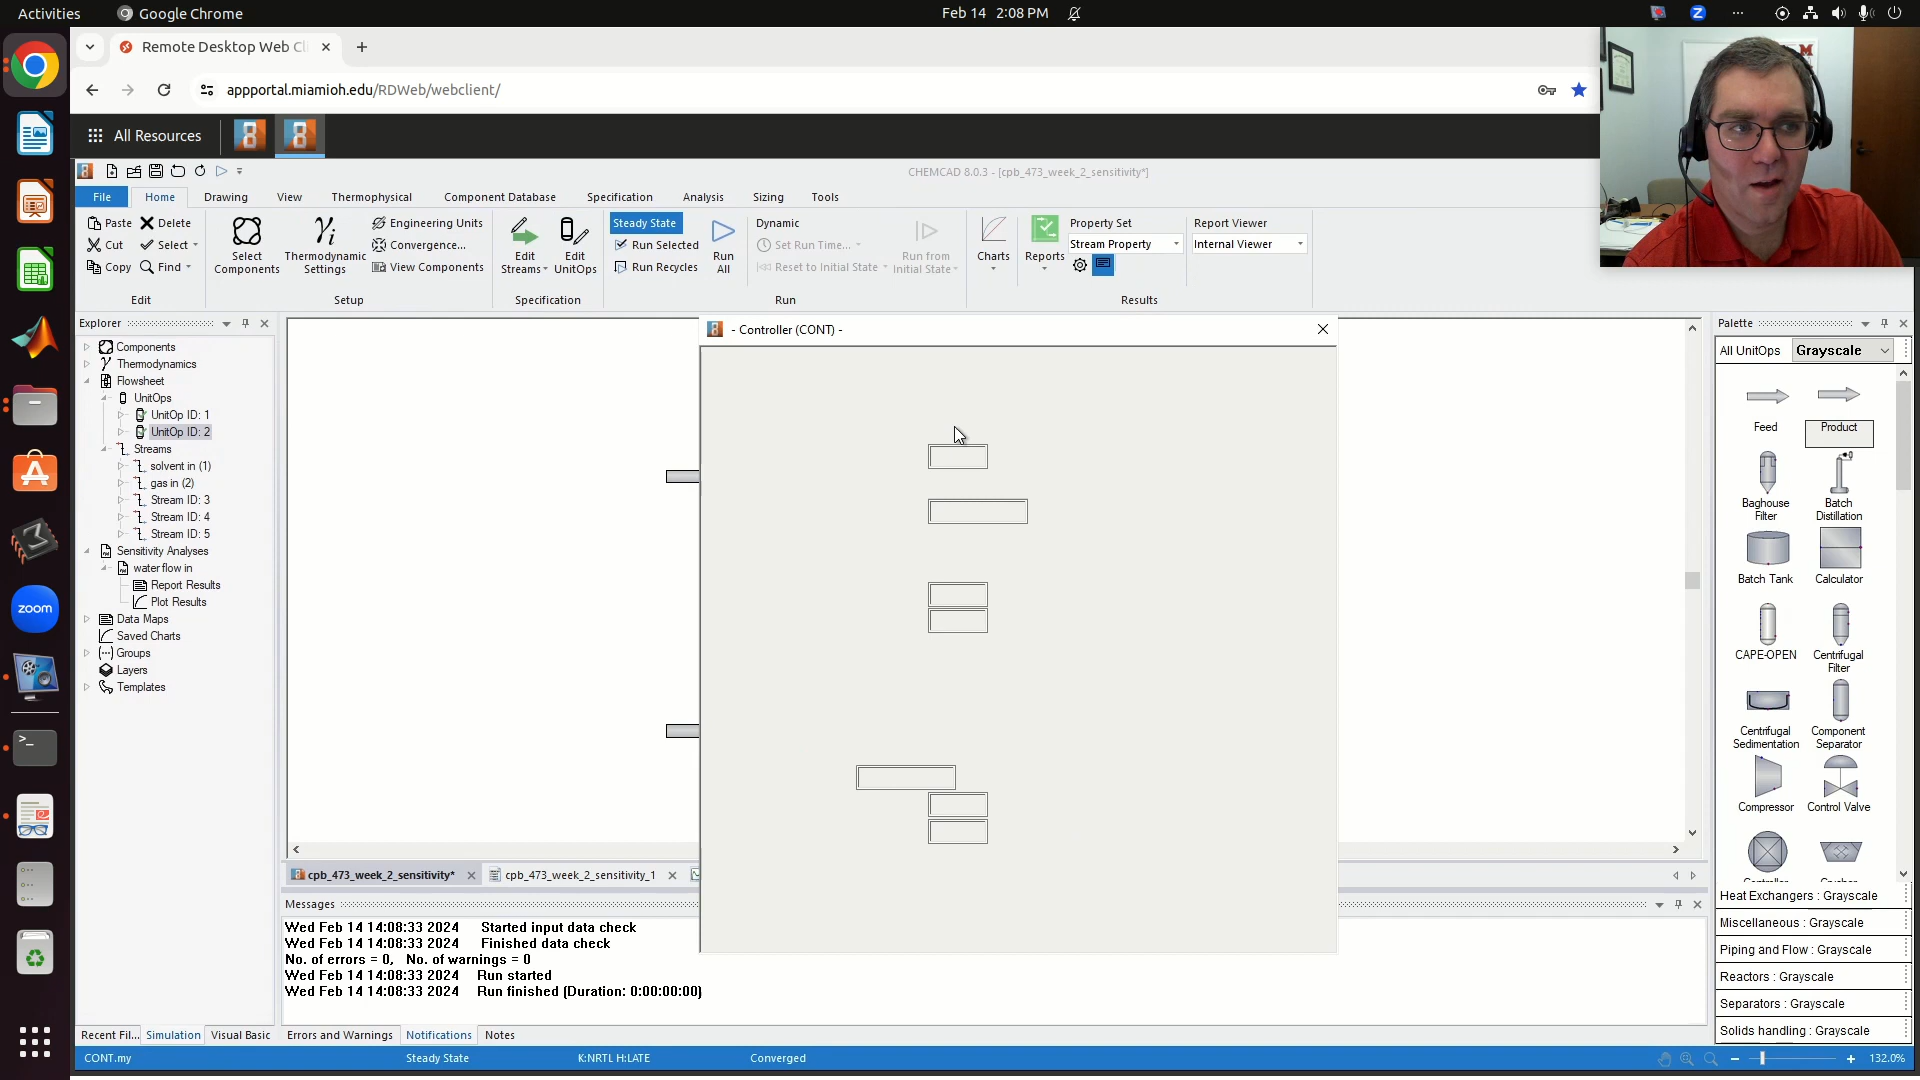 Activities
Google Chrome
Feb 14 2:08 PM
Remote Desktop Web Cl
appportal.miamioh.edu/RDWeb/webclient/
All Resources
CHEMCAD 8.0.3 - [cpb_473_week_2_sensitivity*]
File Home Drawing View Thermophysical Component Database Specification Analysis Sizing Tools
Paste Delete
Cut Select
Copy Find
Edit
Select Components
Thermodynamic Settings
Engineering Units
Convergence...
View Components
Setup
Edit Streams
Edit UnitOps
Specification
Steady State
Run Selected
Run Recycles
Run All
Dynamic
Set Run Time...
Reset to Initial State
Run from Initial State
Run
Charts
Reports
Property Set
Stream Property
Report Viewer
Internal Viewer
Results
Explorer
Components
Thermodynamics
Flowsheet
UnitOps
UnitOp ID: 1
UnitOp ID: 2
Streams
solvent in (1)
gas in (2)
Stream ID: 3
Stream ID: 4
Stream ID: 5
Sensitivity Analyses
water flow in
Report Results
Plot Results
Data Maps
Saved Charts
Groups
Layers
Templates
Recent Fil... Simulation Visual Basic
- Controller (CONT) -
Palette
All UnitOps Grayscale
Feed Product
Baghouse Filter
Batch Distillation
Batch Tank Calculator
CAPE-OPEN
Centrifugal Filter
Centrifugal Sedimentation
Component Separator
Compressor Control Valve
Heat Exchangers : Grayscale
Miscellaneous : Grayscale
Piping and Flow : Grayscale
Reactors : Grayscale
Separators : Grayscale
Solids handling : Grayscale
cpb_473_week_2_sensitivity* cpb_473_week_2_sensitivity_1
Messages
Wed Feb 14 14:08:33 2024 Started input data check
Wed Feb 14 14:08:33 2024 Finished data check
No. of errors = 0, No. of warnings = 0
Wed Feb 14 14:08:33 2024 Run started
Wed Feb 14 14:08:33 2024 Run finished (Duration: 0:00:00:00)
Errors and Warnings Notifications Notes
CONT.my Steady State K:NRTL H:LATE Converged 132.0%
zoom